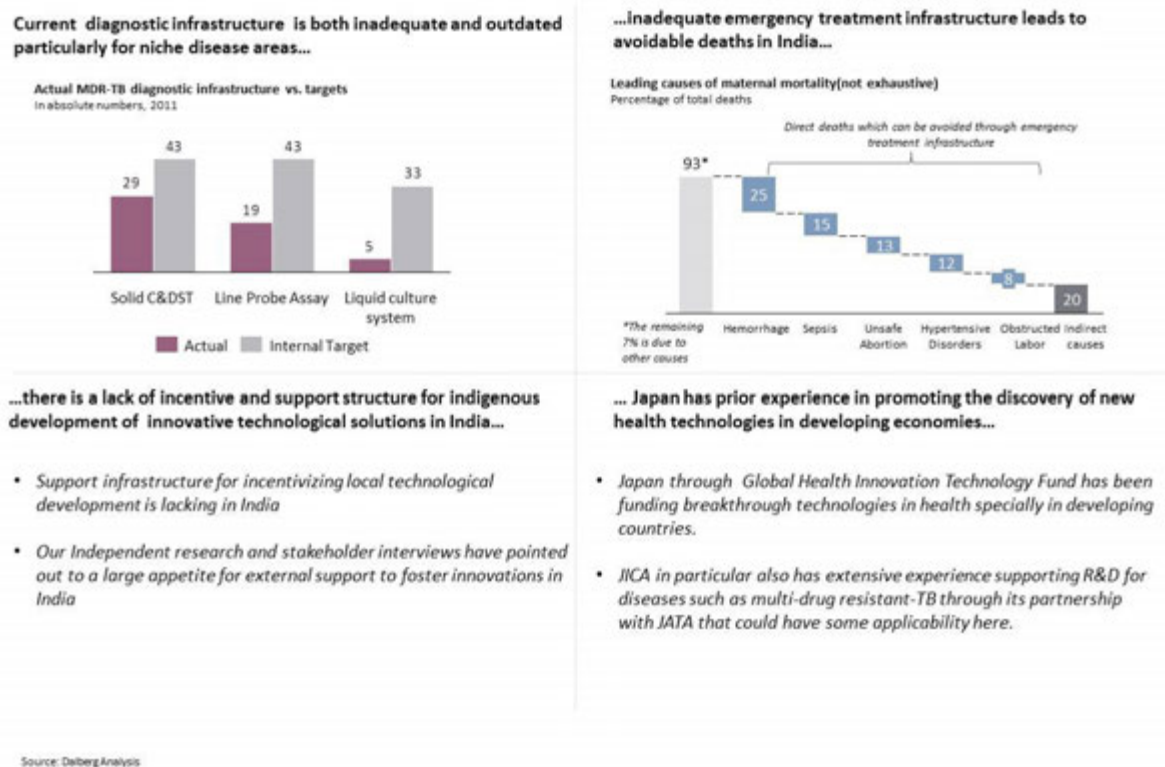 Current diagnostic infrastructure is both inadequate and outdated
particularly for niche disease areas...
Actual MDR-TB diagnostic infrastructure vs. targets
In absolute numbers, 2011
29
43
19
43
5
33
Solid C&DST
Line Probe Assay
Liquid culture
system
Actual
Internal Target
...inadequate emergency treatment infrastructure leads to
avoidable deaths in India...
Leading causes of maternal mortality(not exhaustive)
Percentage of total deaths
Direct deaths which can be avoided through emergency
treatment infrastructure
93*
25
15
13
12
8
20
*The remaining
7% is due to
other causes
Hemorrhage
Sepsis
Unsafe
Abortion
Hypertensive
Disorders
Obstructed
Labor
Indirect
causes
...there is a lack of incentive and support structure for indigenous
development of innovative technological solutions in India...
• Support infrastructure for incentivizing local technological
development is lacking in India
• Our Independent research and stakeholder interviews have pointed
out to a large appetite for external support to foster innovations in
India
... Japan has prior experience in promoting the discovery of new
health technologies in developing economies...
• Japan through Global Health Innovation Technology Fund has been
funding breakthrough technologies in health specially in developing
countries.
• JICA in particular also has extensive experience supporting R&D for
diseases such as multi-drug resistant-TB through its partnership
with JATA that could have some applicability here.
Source: Dalberg Analysis